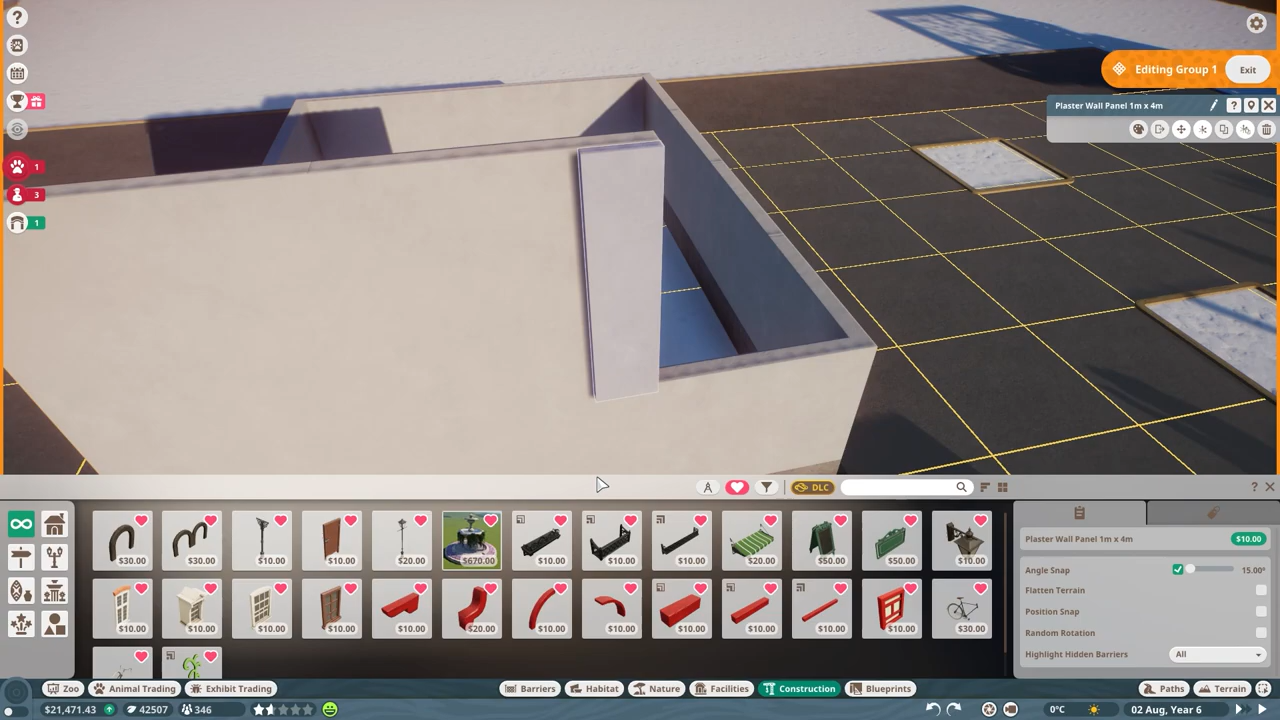 Editing Group 1
Exit
Plaster Wall Panel 1m x 4m
?
1
3
1
DLC
?
$30.00 $30.00 $10.00 $10.00 $20.00 $670.00 $10.00 $10.00 $10.00 $20.00 $50.00 $50.00 $10.00
$10.00 $10.00 $10.00 $10.00 $10.00 $20.00 $10.00 $10.00 $10.00 $10.00 $10.00 $10.00 $30.00
Plaster Wall Panel 1m x 4m $10.00
Angle Snap 15.00°
Flatten Terrain
Position Snap
Random Rotation
Highlight Hidden Barriers All
Zoo Animal Trading Exhibit Trading Barriers Habitat Nature Facilities Construction Blueprints Paths Terrain
$21,471.43 42507 346 0°C 02 Aug, Year 6